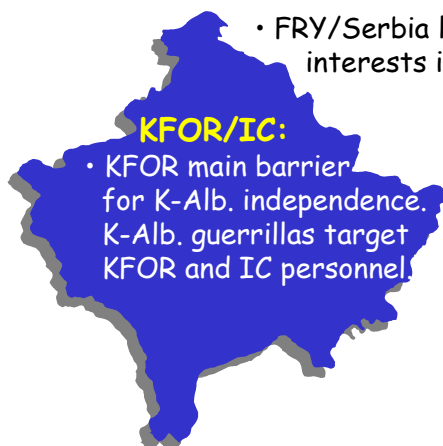 • FRY/Serbia
interests
KFOR/IC:
• KFOR main barrier
for K-Alb. independence.
K-Alb. guerrillas target
KFOR and IC personnel.